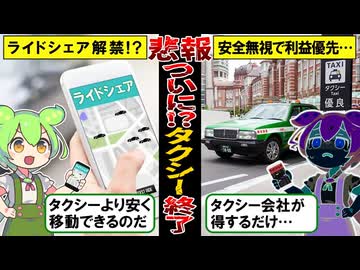 ライドシェア解禁!?
悲報
ついに!?タクシー終了
安全無視で利益優先…
ライドシェア
TAXI
タクシー
TAXI
優良
タクシーより安く
移動できるのだ
タクシー会社が
得するだけ…